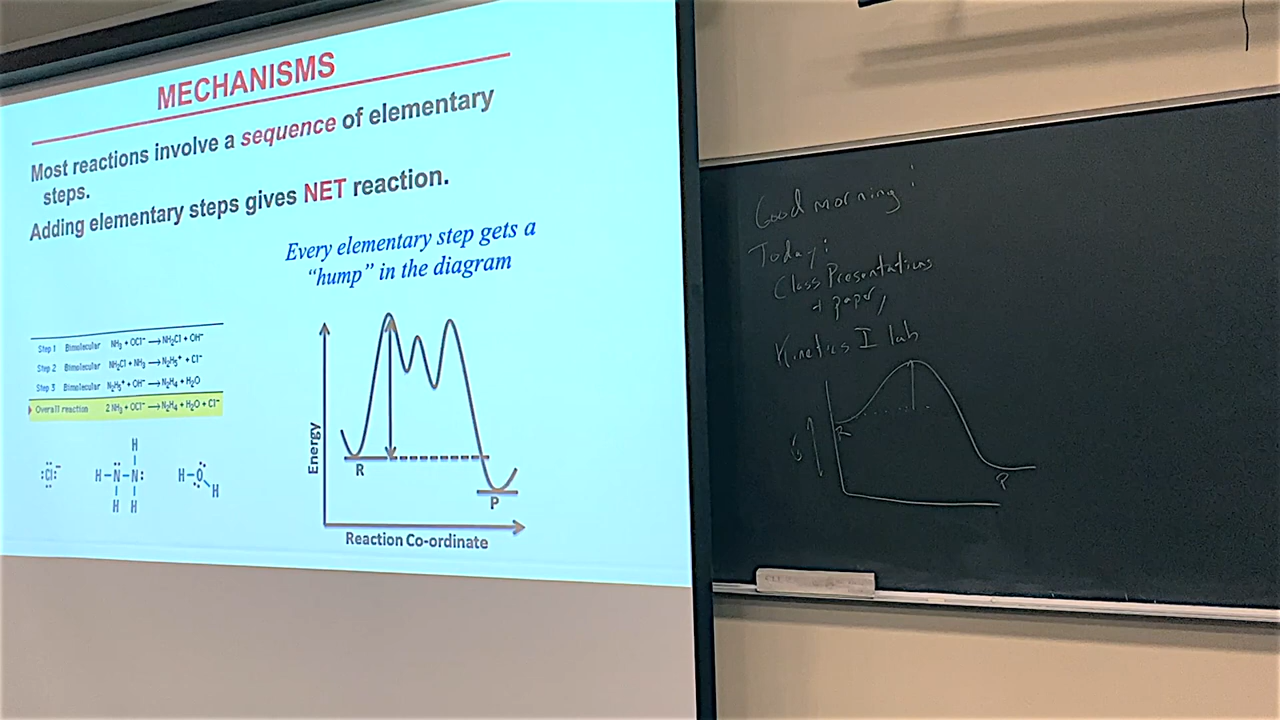 MECHANISMS
Most reactions involve a sequence of elementary
steps.
Adding elementary steps gives NET reaction.
Every elementary step gets a
“hump” in the diagram
Step 1 Bimolecular NH₃ + OCl⁻ ⟶ NH₂Cl + OH⁻
Step 2 Bimolecular NH₂Cl + NH₃ ⟶ N₂H₅⁺ + Cl⁻
Step 3 Bimolecular N₂H₅⁺ + OH⁻ ⟶ N₂H₄ + H₂O
Overall reaction 2 NH₃ + OCl⁻ ⟶ N₂H₄ + H₂O + Cl⁻
:Cl:⁻
H
H–N–N:
H H
H–O
H
Energy
R
P
Reaction Co-ordinate
Good morning!
Today:
Class Presentations
+ paper,
Kinetics I lab
R
P